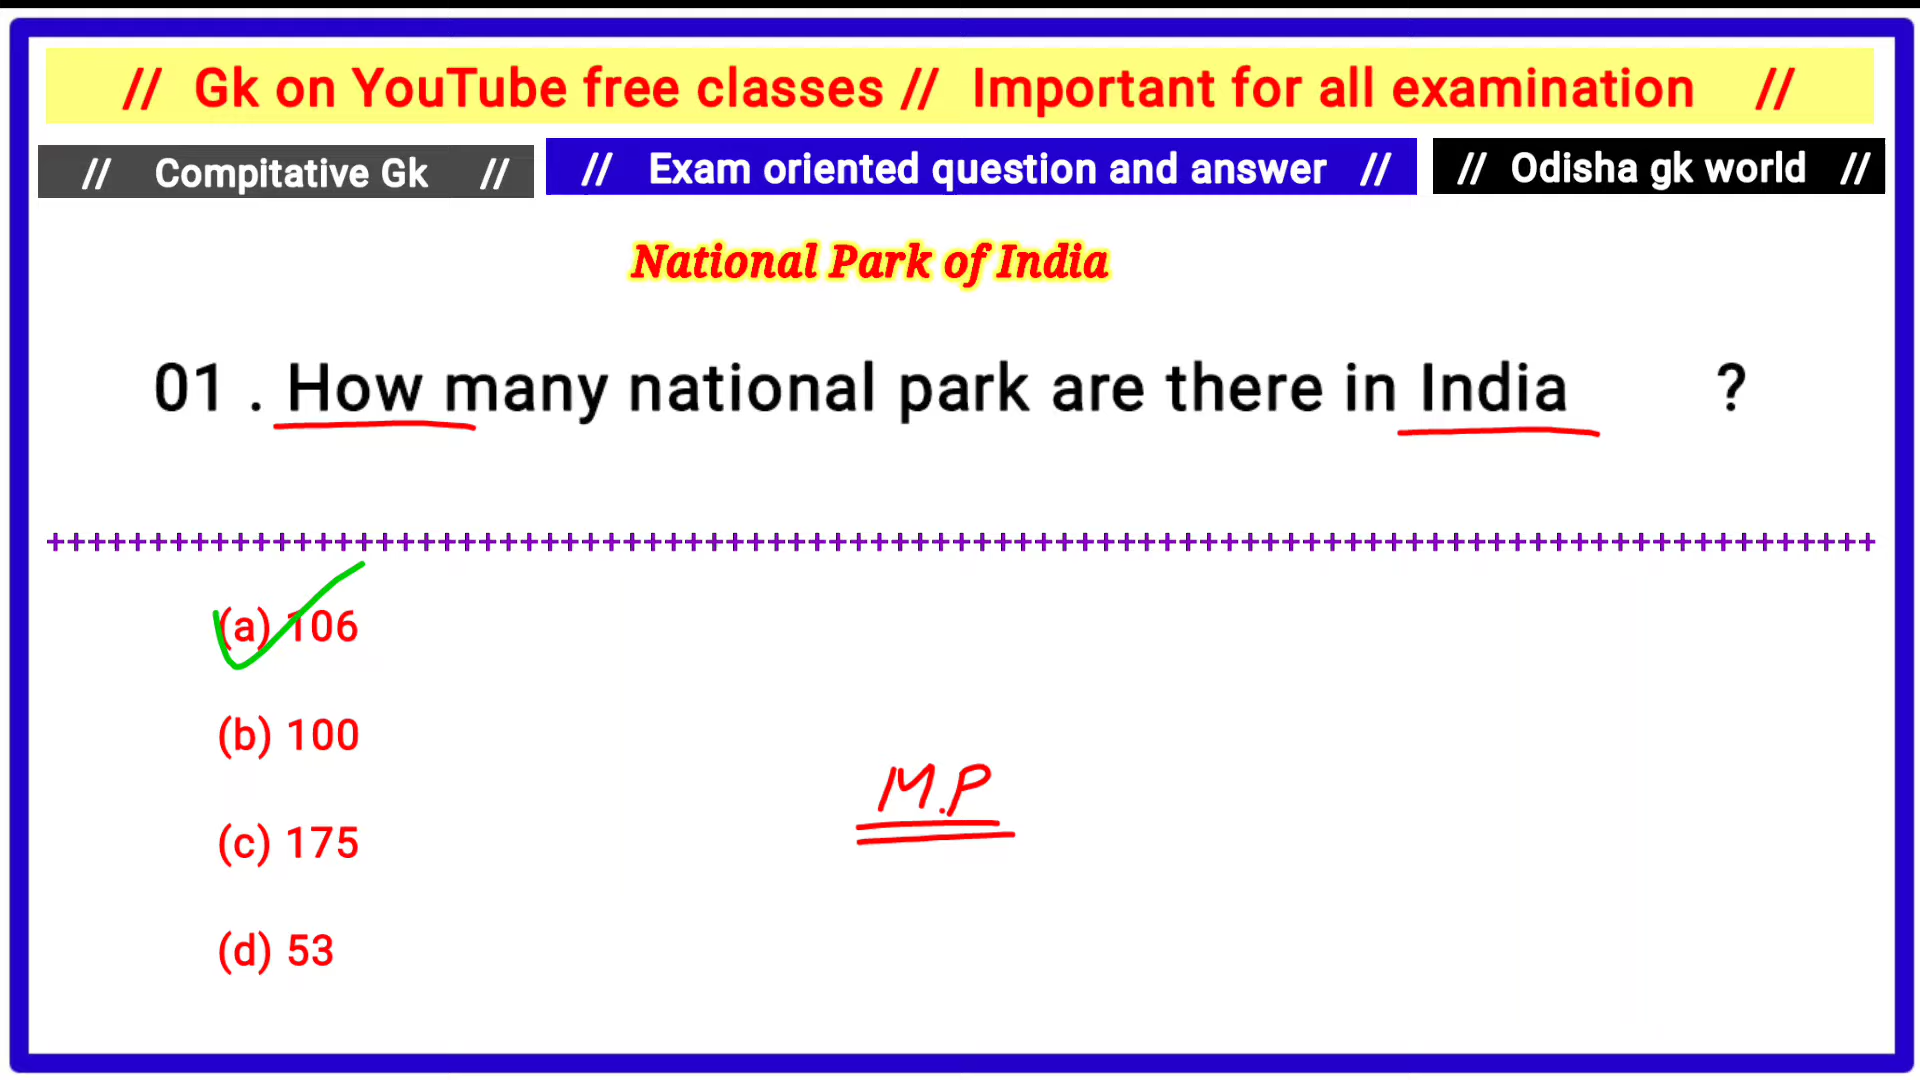 // Gk on YouTube free classes // Important for all examination //
// Compitative Gk // // Exam oriented question and answer // // Odisha gk world //
National Park of India
01 . How many national park are there in India ?
++++++++++++++++++++++++++++++++++++++++++++++++++++++++++++++++++++++++++++++++++++++++
(a) 106
(b) 100
M.P
(c) 175
(d) 53